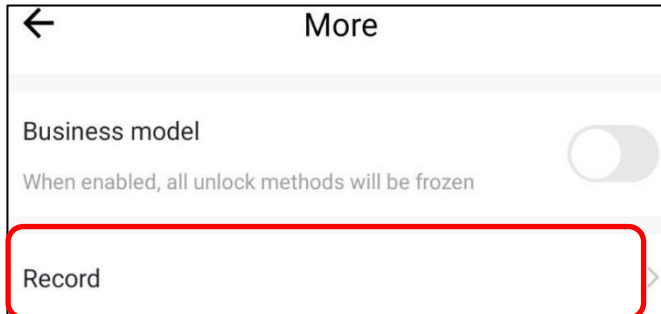 More
Business model
When enabled, all unlock methods will be frozen
Record